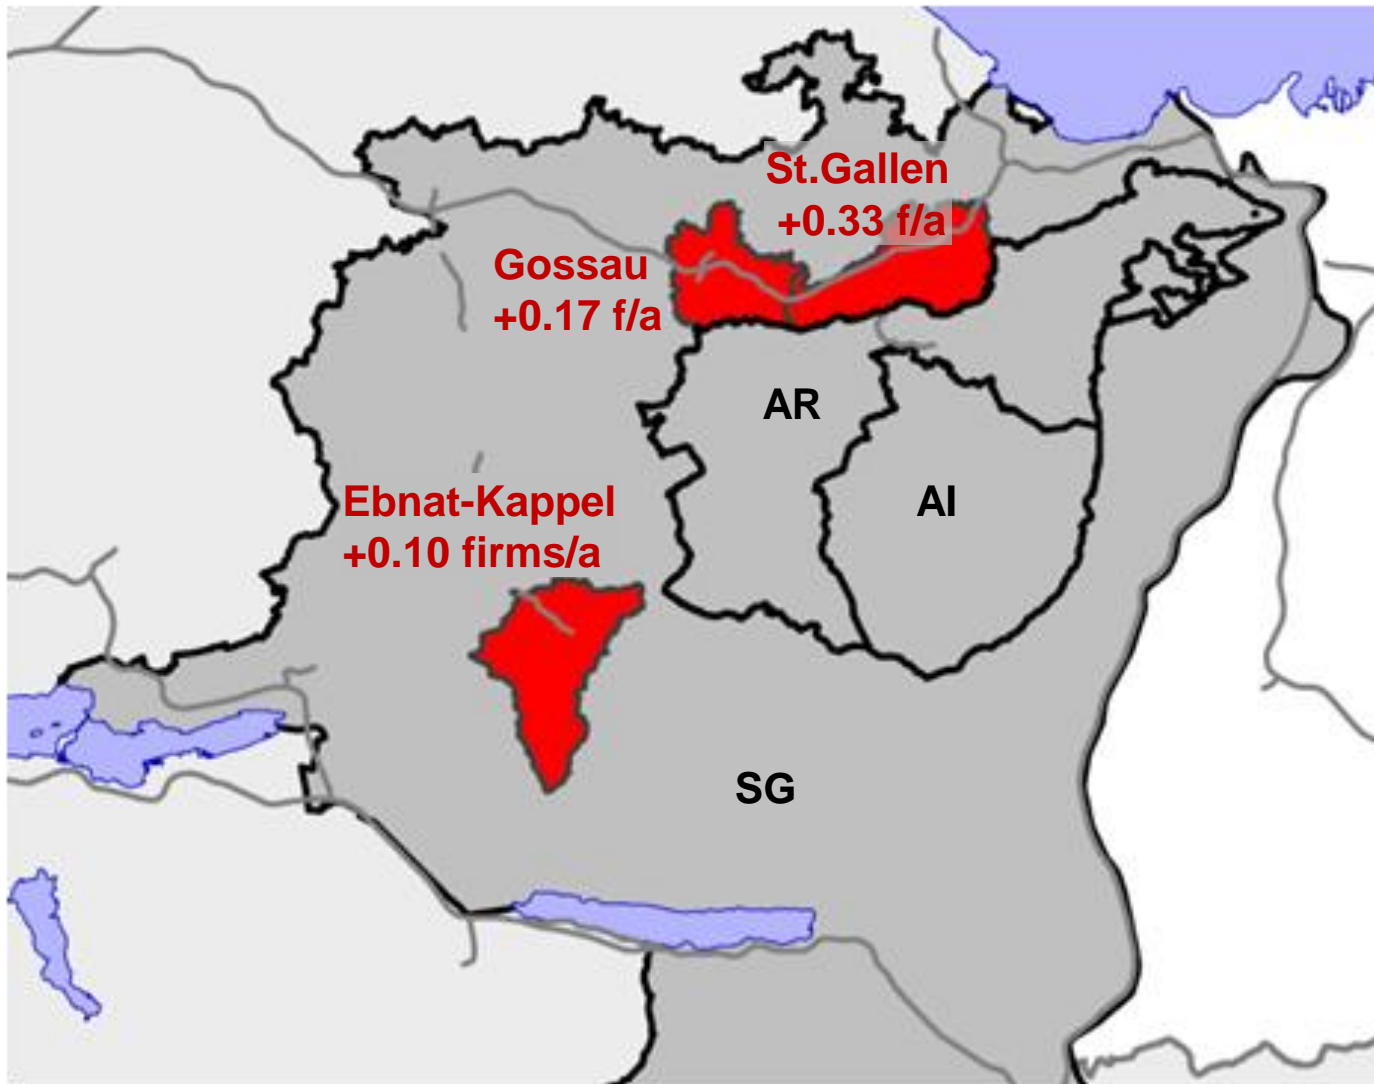 St.Gallen
+0.33 f/a
Gossau
+0.17 f/a
AR
AI
Ebnat-Kappel
+0.10 firms/a
SG